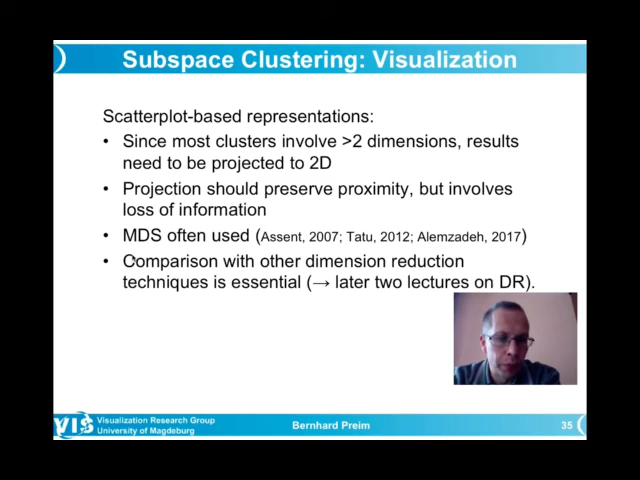 Subspace Clustering: Visualization
Scatterplot-based representations:
• Since most clusters involve >2 dimensions, results
need to be projected to 2D
• Projection should preserve proximity, but involves
loss of information
• MDS often used (Assent, 2007; Tatu, 2012; Alemzadeh, 2017)
• Comparison with other dimension reduction
techniques is essential (→ later two lectures on DR).
VIS
Visualization Research Group
University of Magdeburg
Bernhard Preim
35